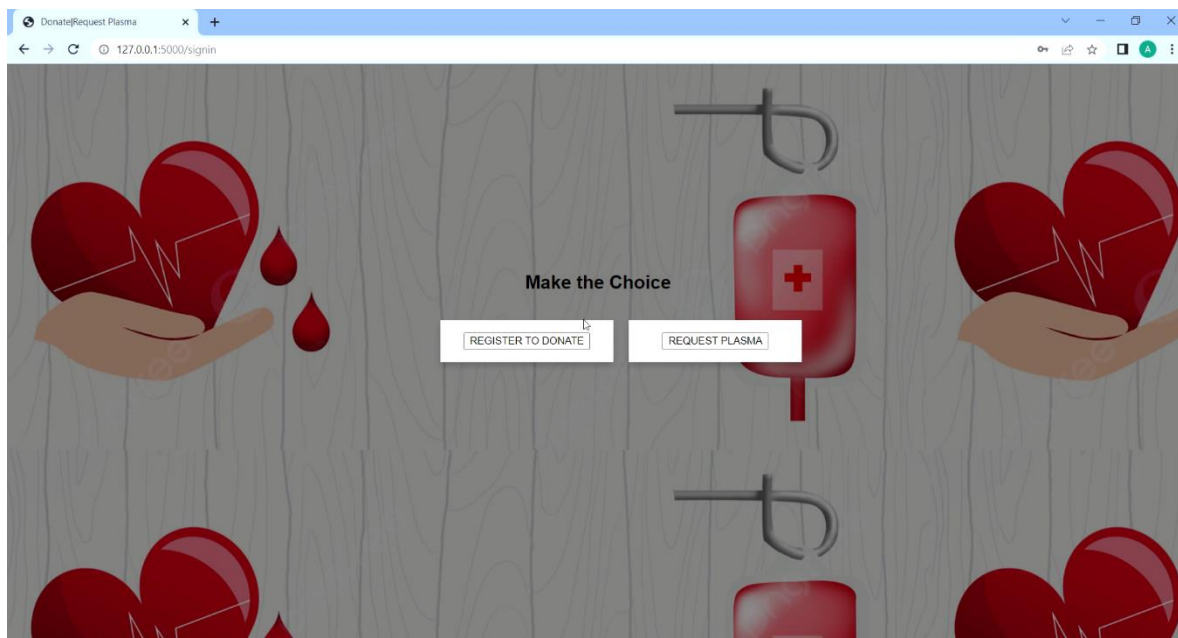 Donate|Request Plasma
127.0.0.1:5000/signin
A
Make the Choice
REGISTER TO DONATE
REQUEST PLASMA